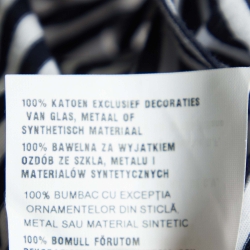 100% KATOEN EXCLUSIEF DECORATIES
VAN GLAS, METAAL OF
SYNTHETISCH MATERIAAL
100% BAWEŁNA ZA WYJĄTKIEM
OZDÓB ZE SZKŁA, METALU I
MATERIAŁÓW SYNTETYCZNYCH
100% BUMBAC CU EXCEPȚIA
ORNAMENTELOR DIN STICLĂ
METAL SAU MATERIAL SINTETIC
100% BOMULL FÖRUTOM